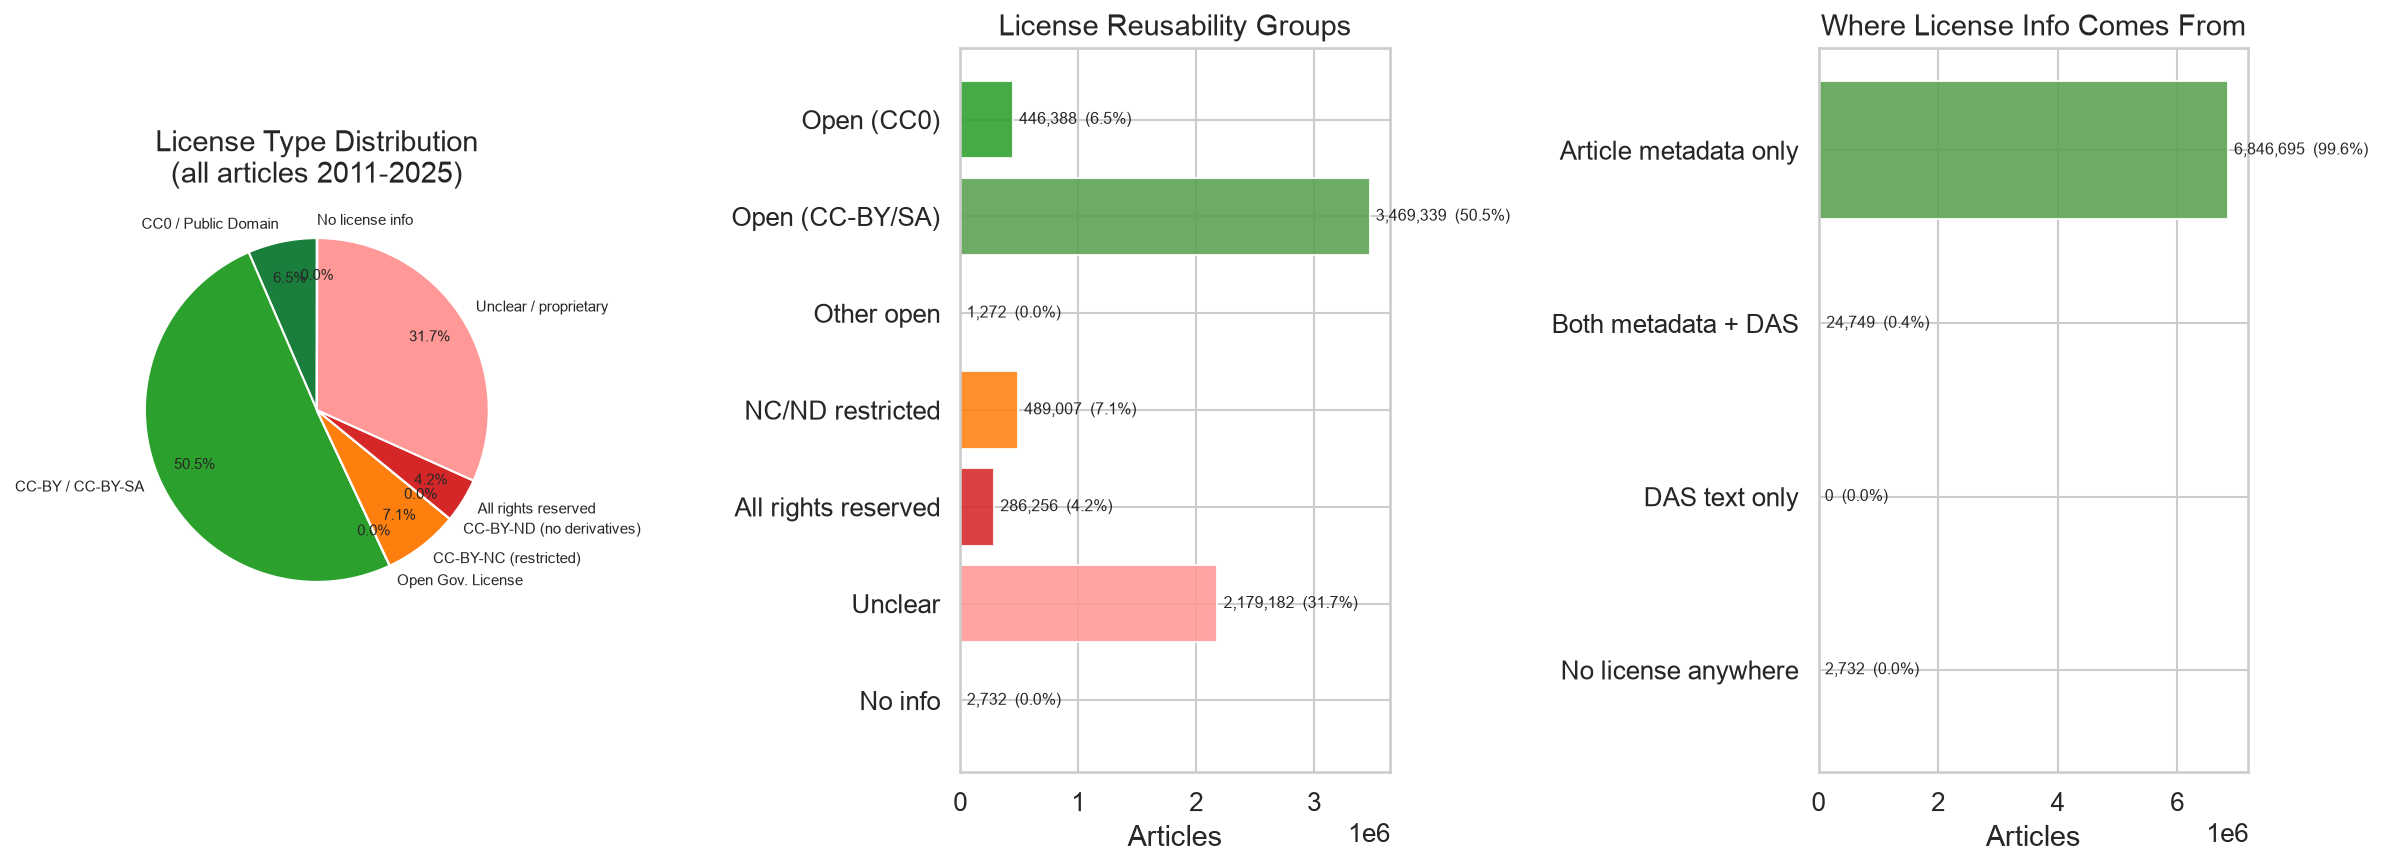 License Type Distribution
(all articles 2011-2025)
CC0 / Public Domain
No license info
6.5%
0.0%
Unclear / proprietary
31.7%
50.5%
CC-BY / CC-BY-SA
4.2%
0.0%
7.1%
0.0%
All rights reserved
CC-BY-ND (no derivatives)
CC-BY-NC (restricted)
Open Gov. License
License Reusability Groups
Open (CC0)
446,388 (6.5%)
Open (CC-BY/SA)
3,469,339 (50.5%)
Other open
1,272 (0.0%)
NC/ND restricted
489,007 (7.1%)
All rights reserved
286,256 (4.2%)
Unclear
2,179,182 (31.7%)
No info
2,732 (0.0%)
0 1 2 3
1e6
Articles
Where License Info Comes From
Article metadata only
6,846,695 (99.6%)
Both metadata + DAS
24,749 (0.4%)
DAS text only
0 (0.0%)
No license anywhere
2,732 (0.0%)
0 2 4 6
1e6
Articles